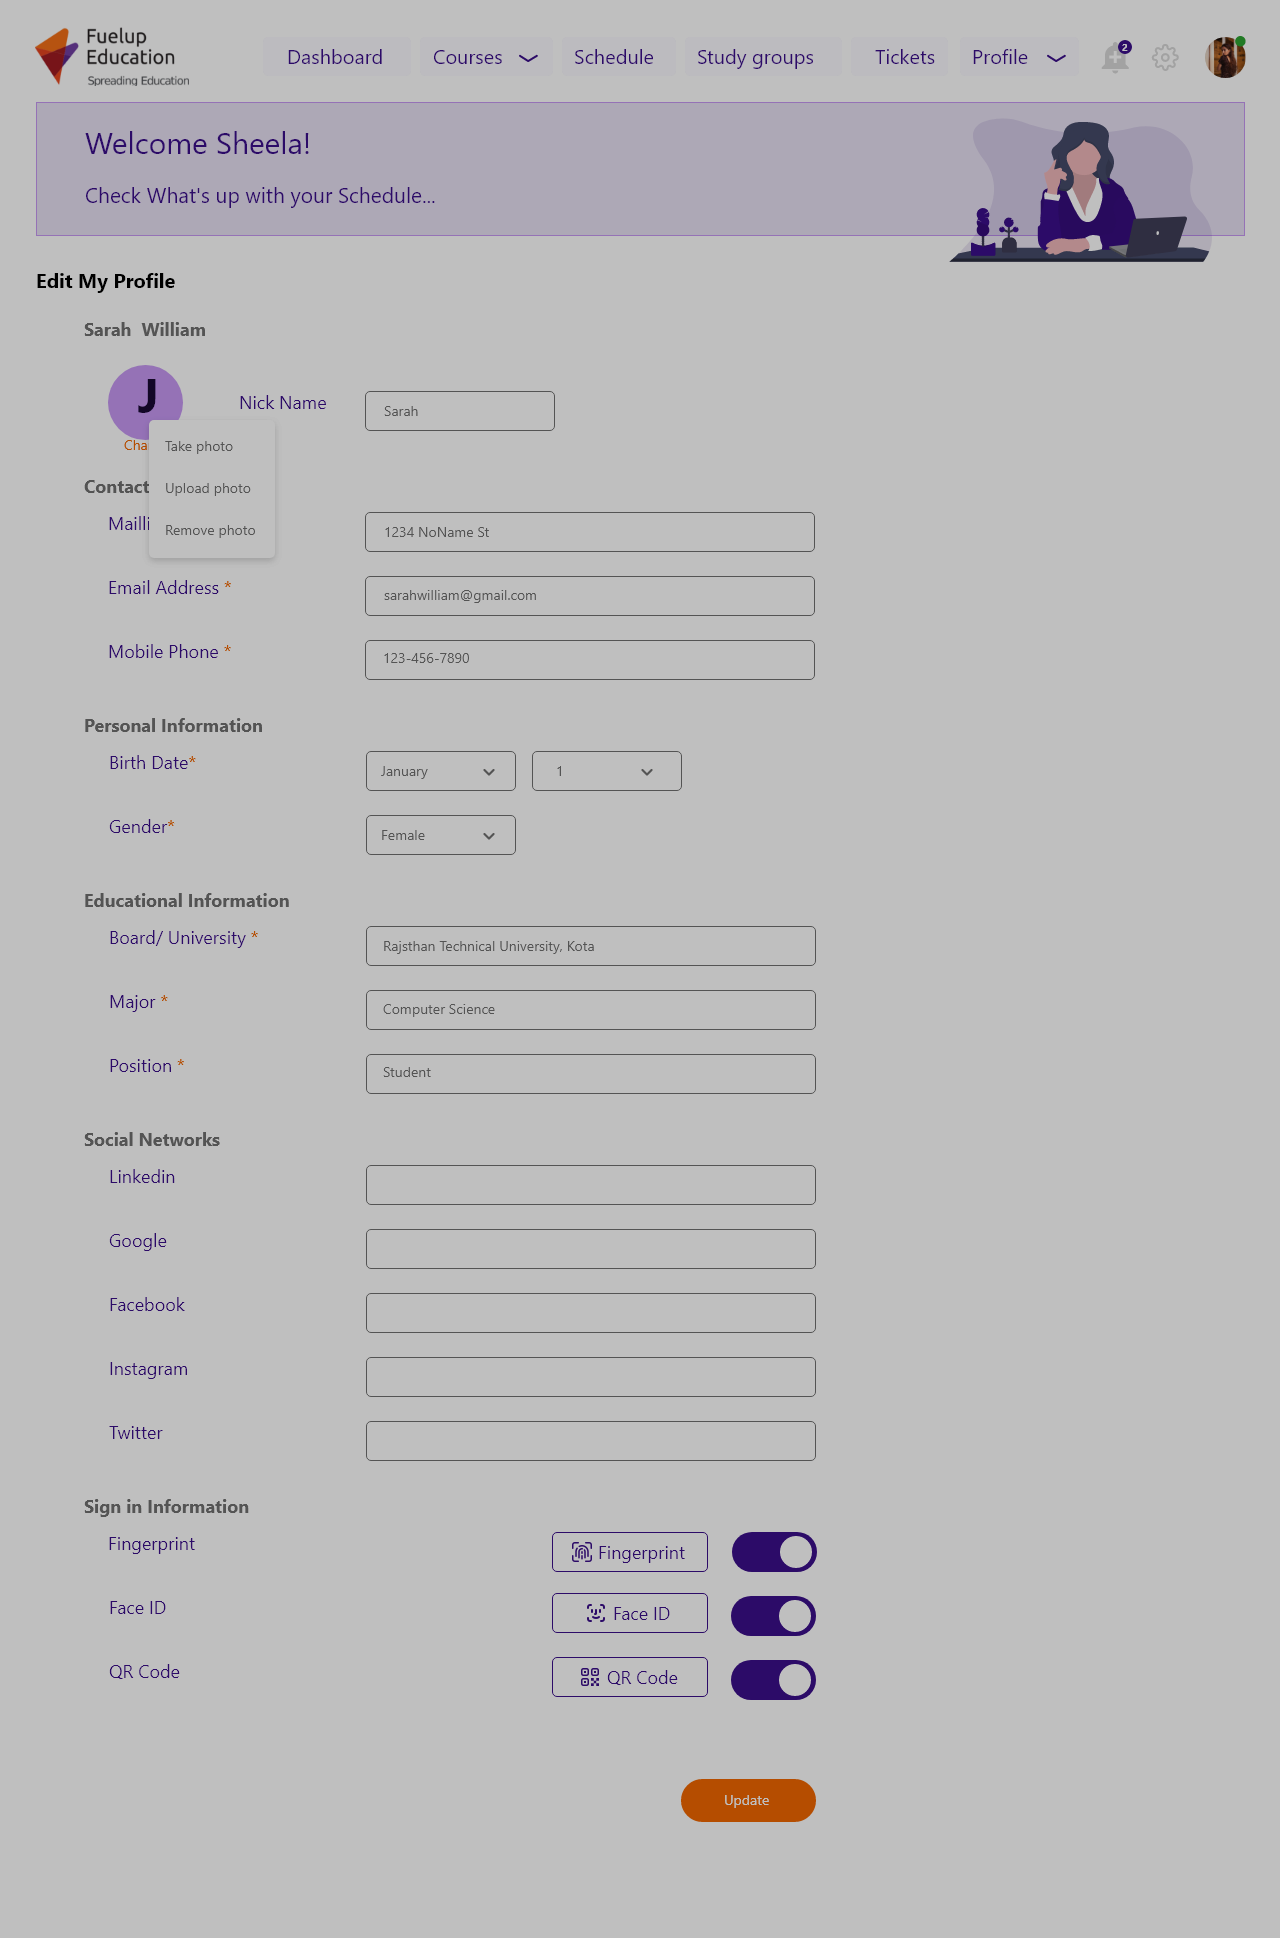 Fuelup
Education
Spreading Education
Dashboard Courses Schedule Study groups Tickets Profile 2
Welcome Sheela!
Check What's up with your Schedule...
Edit My Profile
Sarah William
J
Nick Name Sarah
Cha
Take photo
Upload photo
Remove photo
Contact
Mailli 1234 NoName St
Email Address * sarahwilliam@gmail.com
Mobile Phone * 123-456-7890
Personal Information
Birth Date* January 1
Gender* Female
Educational Information
Board/ University * Rajsthan Technical University, Kota
Major * Computer Science
Position * Student
Social Networks
Linkedin
Google
Facebook
Instagram
Twitter
Sign in Information
Fingerprint Fingerprint
Face ID Face ID
QR Code QR Code
Update